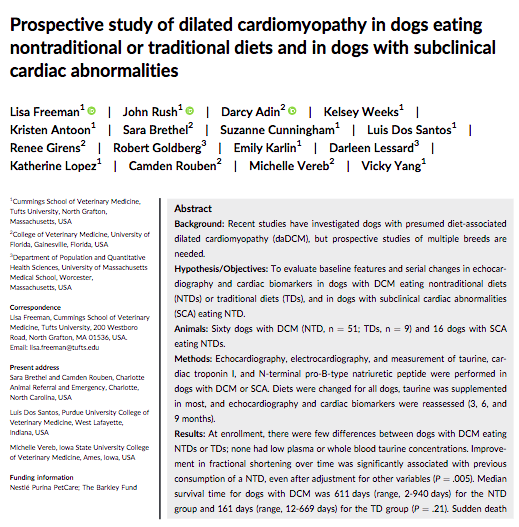 Prospective study of dilated cardiomyopathy in dogs eating
nontraditional or traditional diets and in dogs with subclinical
cardiac abnormalities
Lisa Freeman1 | John Rush1 | Darcy Adin2 | Kelsey Weeks1 |
Kristen Antoon1 | Sara Brethel2 | Suzanne Cunningham1 | Luis Dos Santos1 |
Renee Girens2 | Robert Goldberg3 | Emily Karlin1 | Darleen Lessard3 |
Katherine Lopez1 | Camden Rouben2 | Michelle Vereb2 | Vicky Yang1
1Cummings School of Veterinary Medicine,
Tufts University, North Grafton,
Massachusetts, USA
2College of Veterinary Medicine, University of
Florida, Gainesville, Florida, USA
3Department of Population and Quantitative
Health Sciences, University of Massachusetts
Medical School, Worcester,
Massachusetts, USA
Correspondence
Lisa Freeman, Cummings School of Veterinary
Medicine, Tufts University, 200 Westboro
Road, North Grafton, MA 01536, USA.
Email: lisa.freeman@tufts.edu
Present address
Sara Brethel and Camden Rouben, Charlotte
Animal Referral and Emergency, Charlotte,
North Carolina, USA
Luis Dos Santos, Purdue University College of
Veterinary Medicine, West Lafayette,
Indiana, USA
Michelle Vereb, Iowa State University College
of Veterinary Medicine, Ames, Iowa, USA
Funding information
Nestlé Purina PetCare; The Barkley Fund
Abstract
Background: Recent studies have investigated dogs with presumed diet-associated
dilated cardiomyopathy (daDCM), but prospective studies of multiple breeds are
needed.
Hypothesis/Objectives: To evaluate baseline features and serial changes in echocar-
diography and cardiac biomarkers in dogs with DCM eating nontraditional diets
(NTDs) or traditional diets (TDs), and in dogs with subclinical cardiac abnormalities
(SCA) eating NTD.
Animals: Sixty dogs with DCM (NTD, n = 51; TDs, n = 9) and 16 dogs with SCA
eating NTDs.
Methods: Echocardiography, electrocardiography, and measurement of taurine, car-
diac troponin I, and N-terminal pro-B-type natriuretic peptide were performed in
dogs with DCM or SCA. Diets were changed for all dogs, taurine was supplemented
in most, and echocardiography and cardiac biomarkers were reassessed (3, 6, and
9 months).
Results: At enrollment, there were few differences between dogs with DCM eating
NTDs or TDs; none had low plasma or whole blood taurine concentrations. Improve-
ment in fractional shortening over time was significantly associated with previous
consumption of a NTD, even after adjustment for other variables (P = .005). Median
survival time for dogs with DCM was 611 days (range, 2-940 days) for the NTD
group and 161 days (range, 12-669 days) for the TD group (P = .21). Sudden death